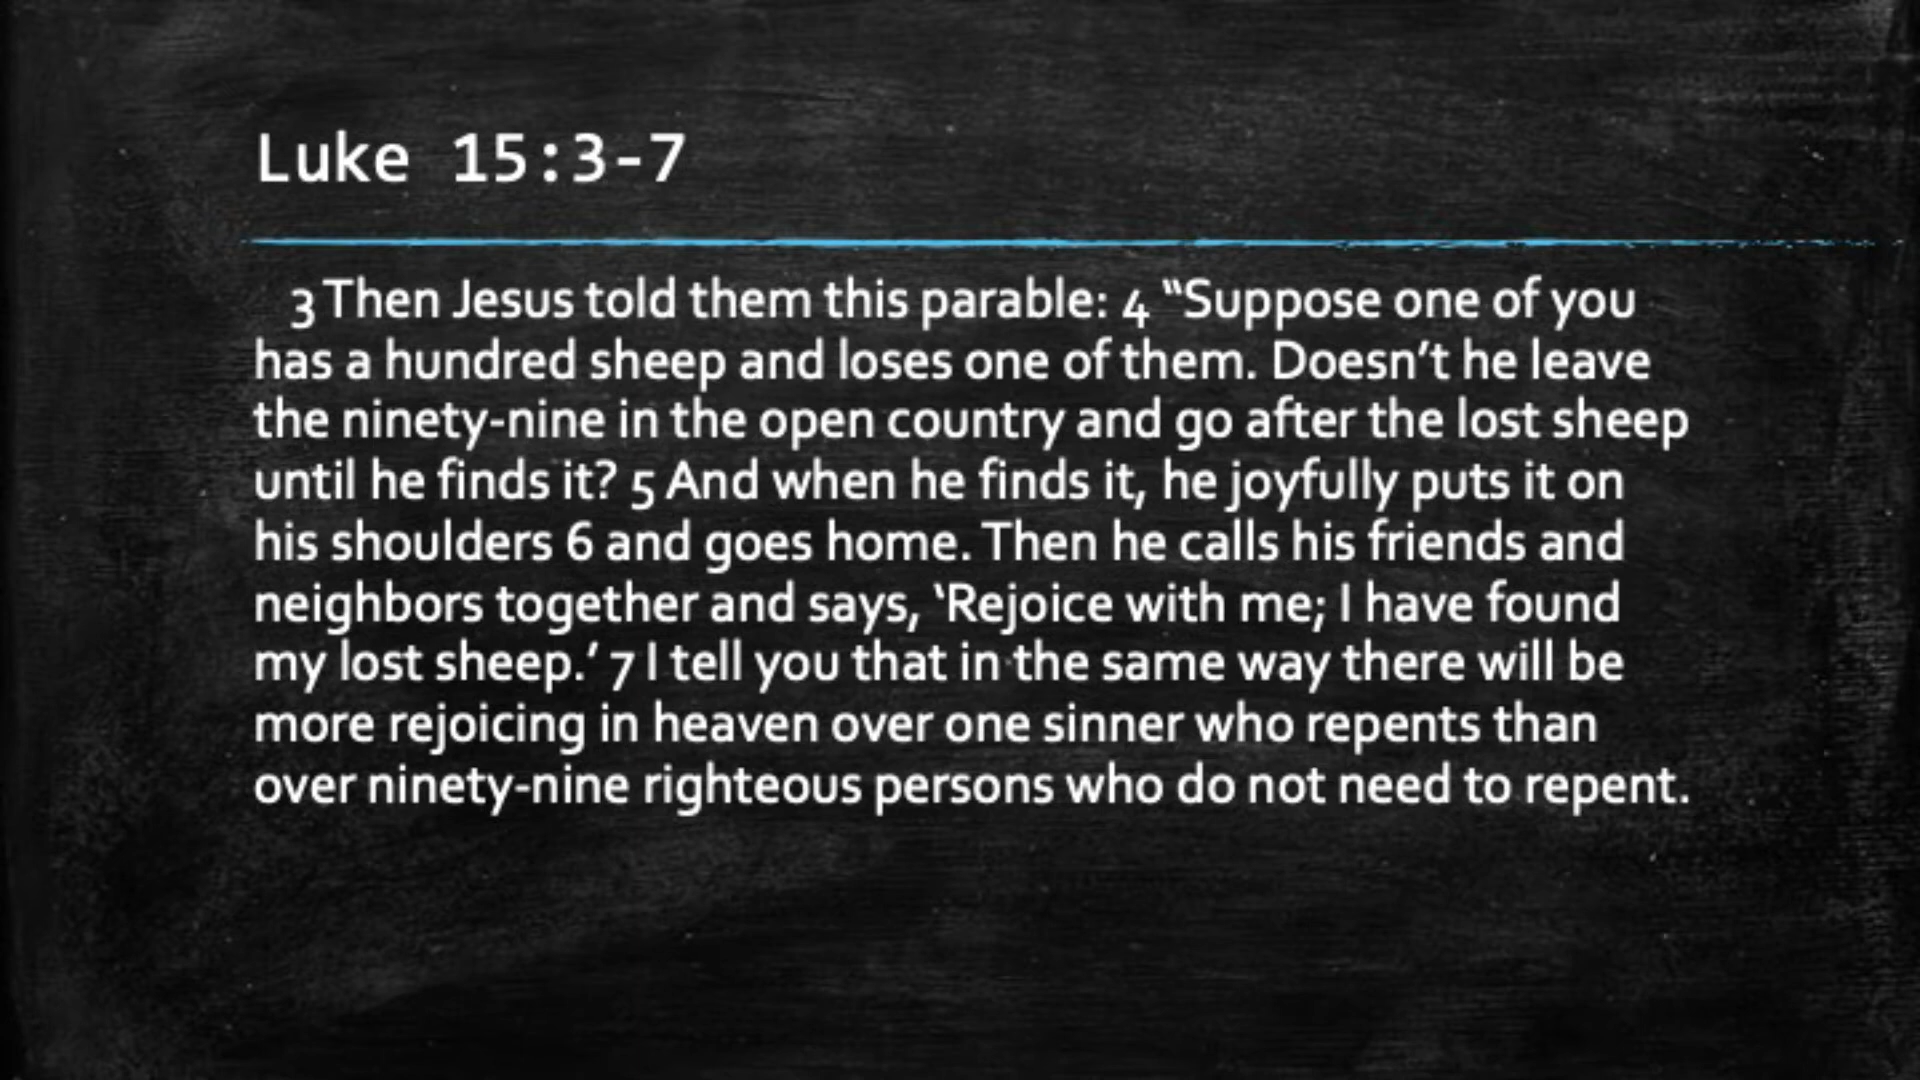 Luke 15:3-7
3 Then Jesus told them this parable: 4 “Suppose one of you
has a hundred sheep and loses one of them. Doesn’t he leave
the ninety-nine in the open country and go after the lost sheep
until he finds it? 5 And when he finds it, he joyfully puts it on
his shoulders 6 and goes home. Then he calls his friends and
neighbors together and says, ‘Rejoice with me; I have found
my lost sheep.’ 7 I tell you that in the same way there will be
more rejoicing in heaven over one sinner who repents than
over ninety-nine righteous persons who do not need to repent.